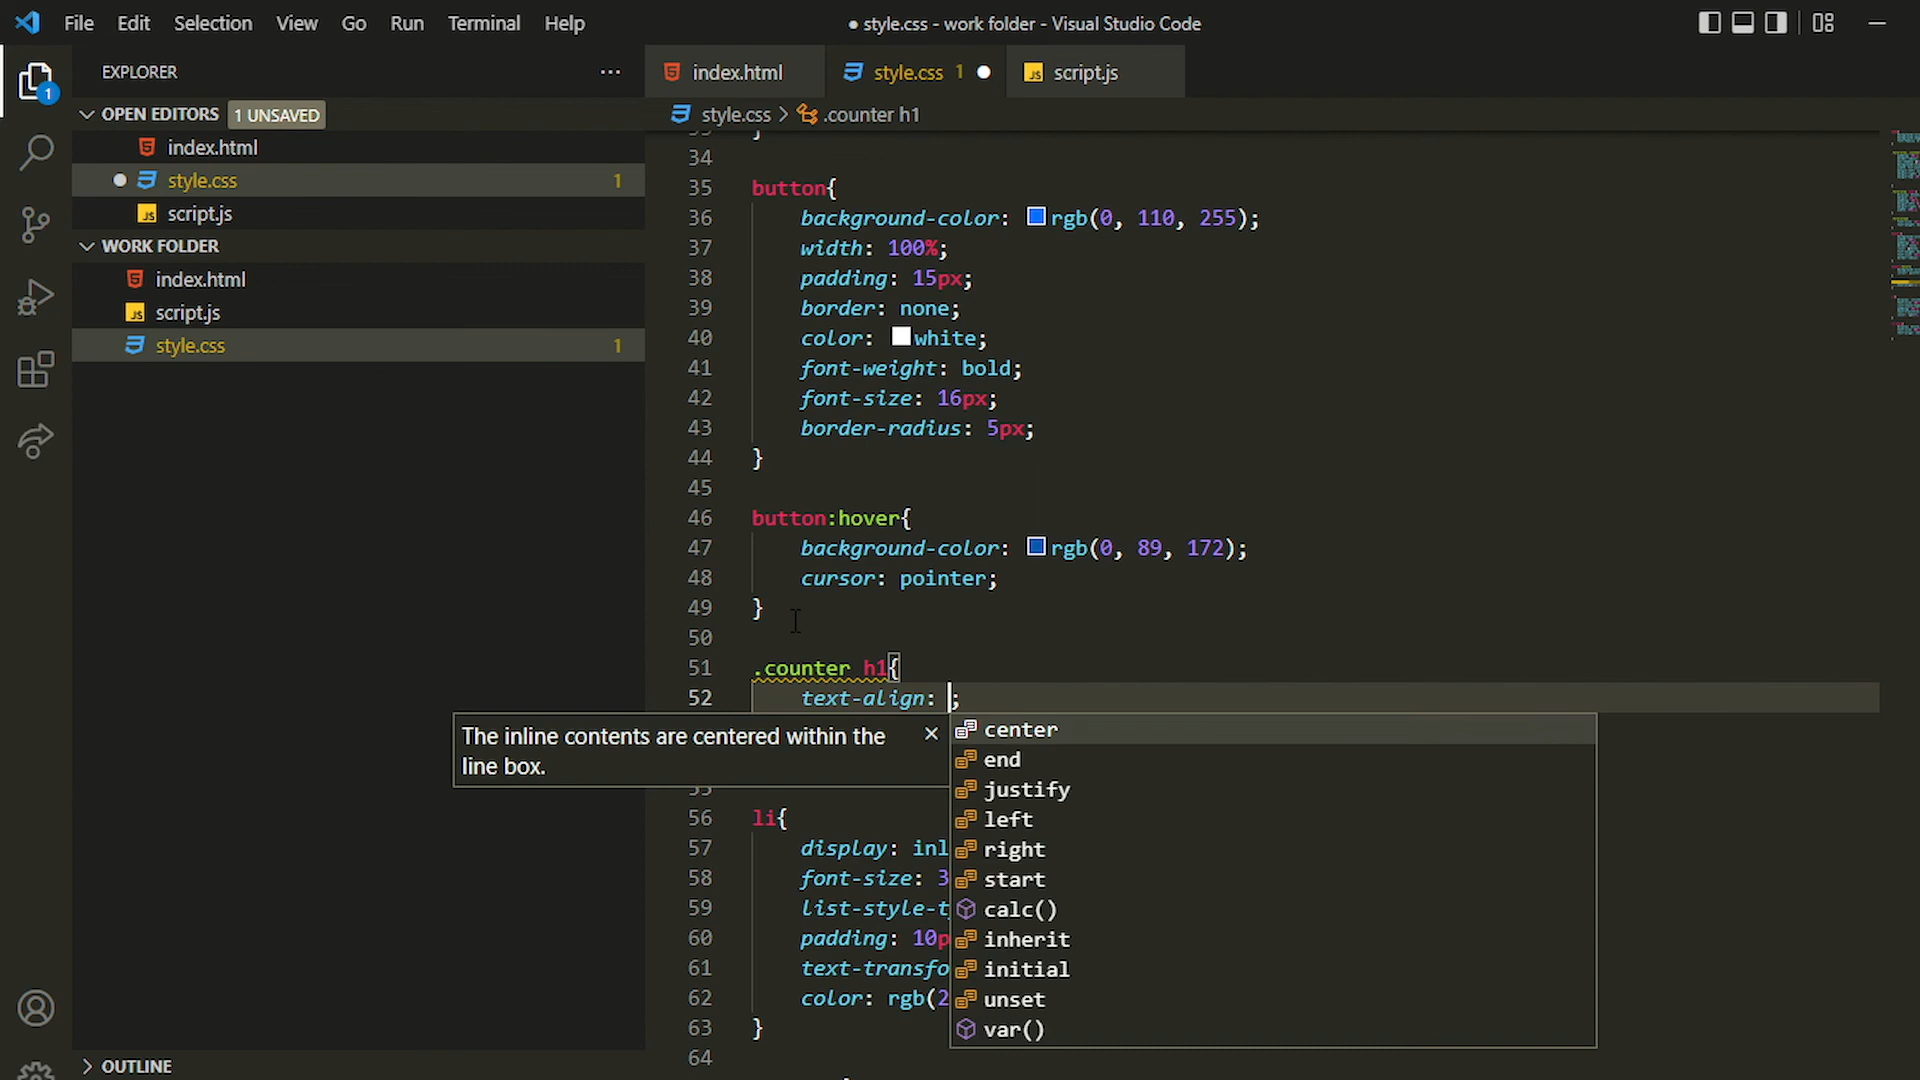 File Edit Selection View Go Run Terminal Help
● style.css - work folder - Visual Studio Code
EXPLORER
OPEN EDITORS 1 UNSAVED
index.html
style.css 1
script.js
WORK FOLDER
index.html
script.js
style.css 1
OUTLINE
1
index.html
style.css 1
script.js
style.css > .counter h1
34
35 button{
36 background-color: rgb(0, 110, 255);
37 width: 100%;
38 padding: 15px;
39 border: none;
40 color: white;
41 font-weight: bold;
42 font-size: 16px;
43 border-radius: 5px;
44 }
45
46 button:hover{
47 background-color: rgb(0, 89, 172);
48 cursor: pointer;
49 }
50
51 .counter h1{
52 text-align: ;
The inline contents are centered within the
line box.
center
end
justify
left
right
start
calc()
inherit
initial
unset
var()
56 li{
57 display: inl
58 font-size: 3
59 list-style-t
60 padding: 10p
61 text-transfo
62 color: rgb(2
63 }
64